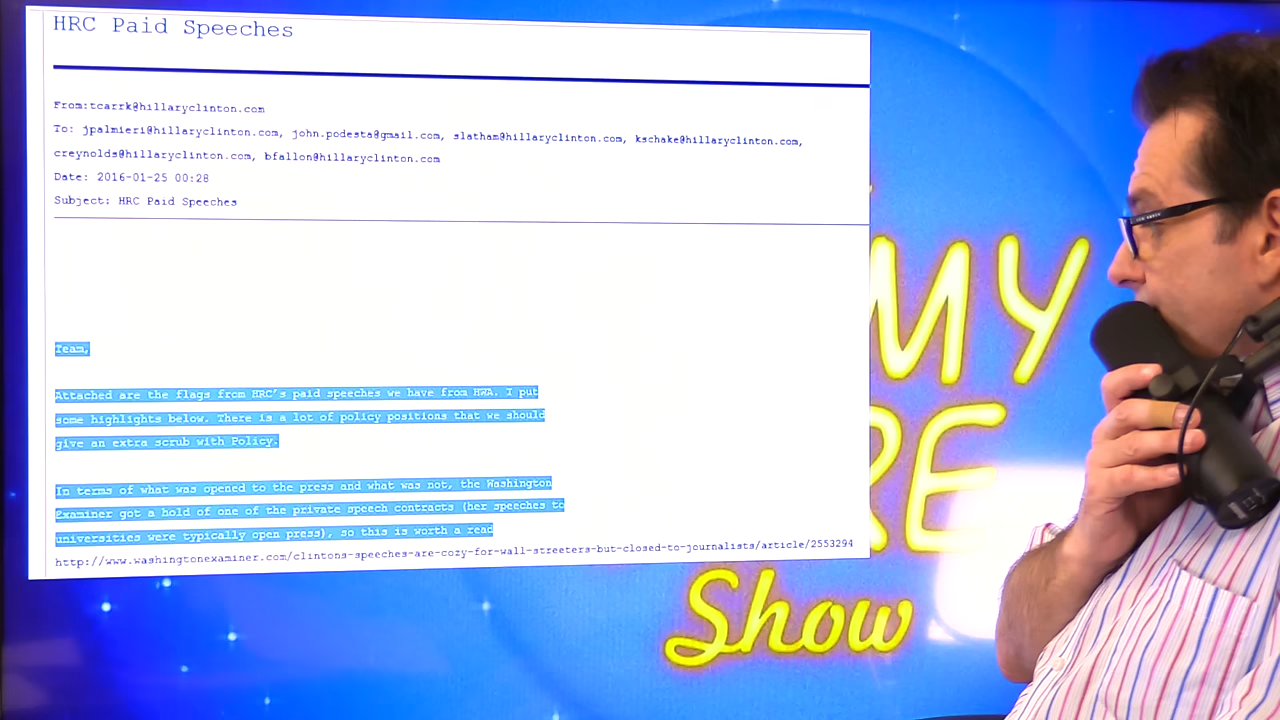 HRC Paid Speeches
From:tcarrk@hillaryclinton.com
To: jpalmieri@hillaryclinton.com, john.podesta@gmail.com, slatham@hillaryclinton.com, kschake@hillaryclinton.com,
creynolds@hillaryclinton.com, bfallon@hillaryclinton.com
Date: 2016-01-25 00:28
Subject: HRC Paid Speeches
Team,
Attached are the flags from HRC's paid speeches we have from HWA. I put
some highlights below. There is a lot of policy positions that we should
give an extra scrub with Policy.
In terms of what was opened to the press and what was not, the Washington
Examiner got a hold of one of the private speech contracts (her speeches to
universities were typically open press), so this is worth a read
http://www.washingtonexaminer.com/clintons-speeches-are-cozy-for-wall-streeters-but-closed-to-journalists/article/2553294
MY
RE
Show